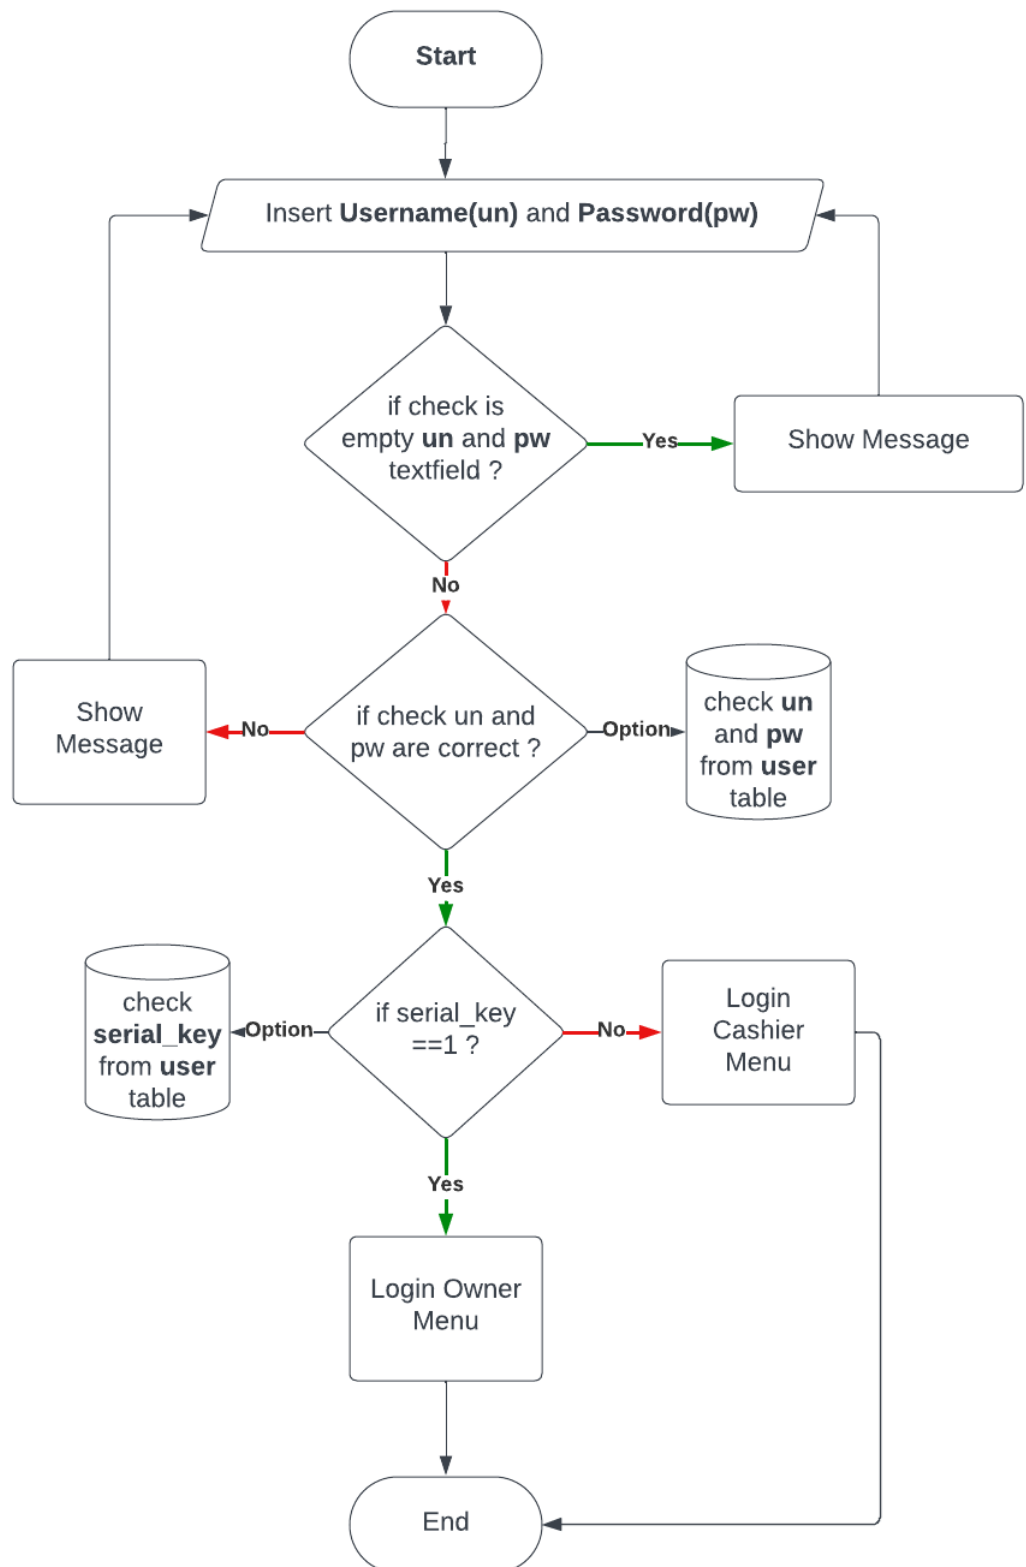 Start
Insert Username(un) and Password(pw)
if check is
empty un and pw
textfield ?
Yes
Show Message
No
if check un and
pw are correct ?
No
Show
Message
Option
check un
and pw
from user
table
Yes
if serial_key
==1 ?
Option
check
serial_key
from user
table
No
Login
Cashier
Menu
Yes
Login Owner
Menu
End